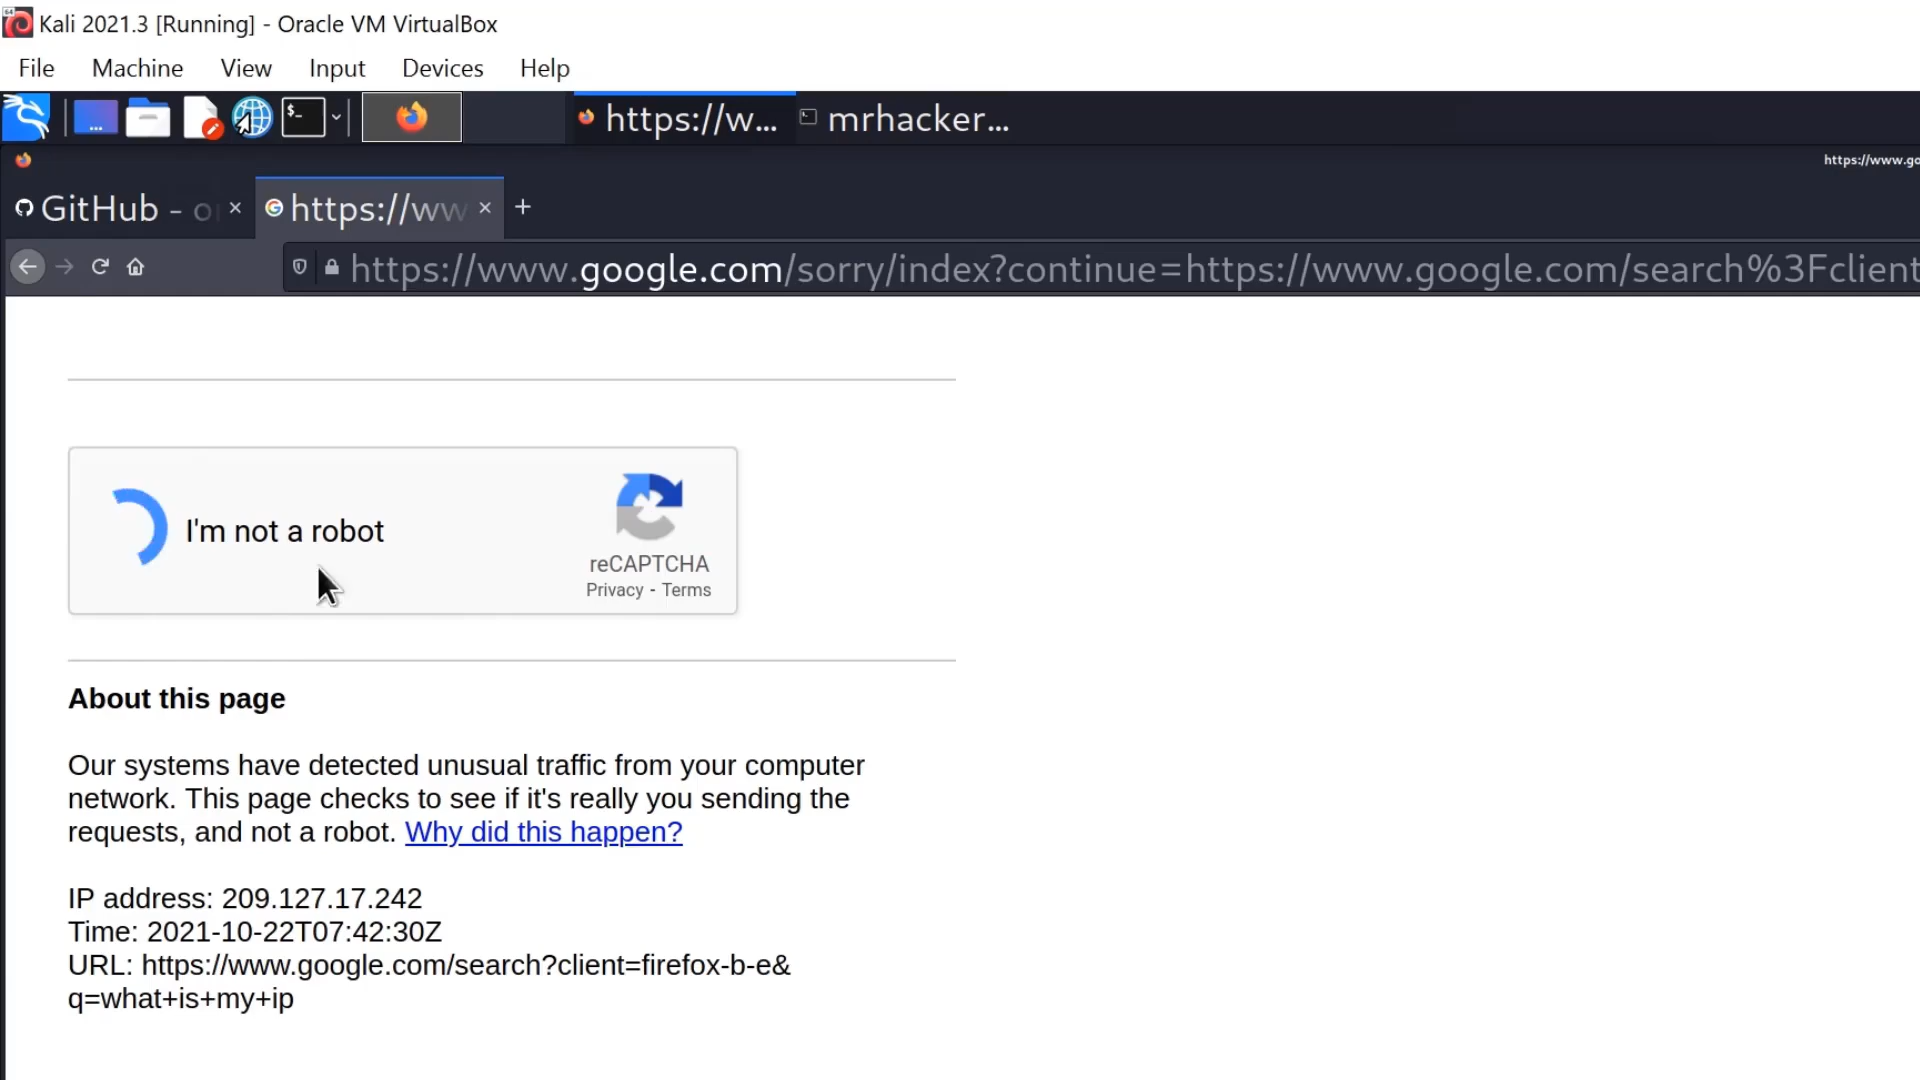 Kali 2021.3 [Running] - Oracle VM VirtualBox
File Machine View Input Devices Help
$-
https://w... mrhacker...
https://www.go
GitHub - o × https://ww × +
https://www.google.com/sorry/index?continue=https://www.google.com/search%3Fclient
I'm not a robot
reCAPTCHA
Privacy - Terms
About this page
Our systems have detected unusual traffic from your computer
network. This page checks to see if it's really you sending the
requests, and not a robot. Why did this happen?
IP address: 209.127.17.242
Time: 2021-10-22T07:42:30Z
URL: https://www.google.com/search?client=firefox-b-e&
q=what+is+my+ip